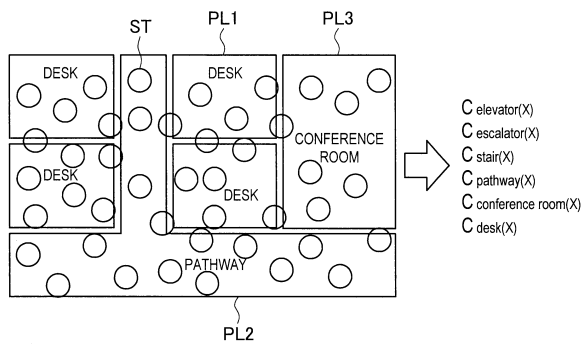 ST
PL1
PL3
DESK
DESK
CONFERENCE
ROOM
DESK
DESK
PATHWAY
PL2
C elevator(X)
C escalator(X)
C stair(X)
C pathway(X)
C conference room(X)
C desk(X)